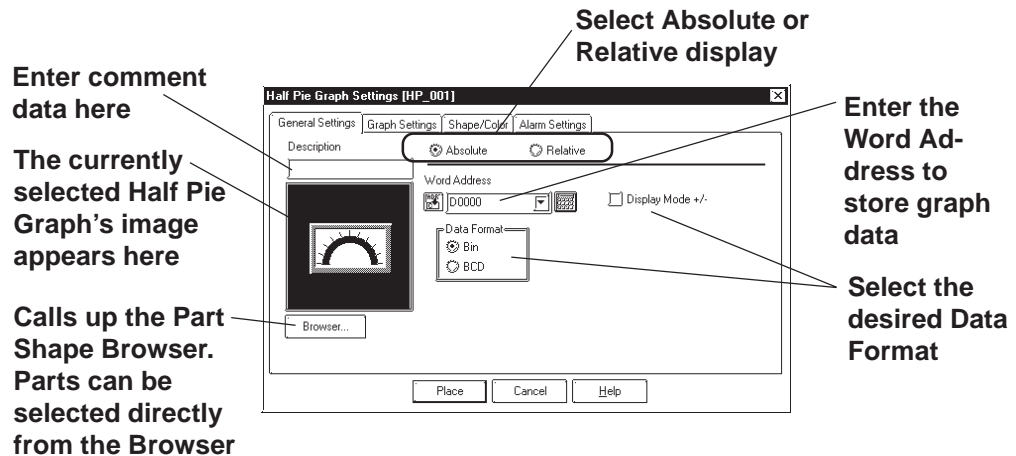 Select Absolute or
Relative display
Enter comment
data here
The currently
selected Half Pie
Graph's image
appears here
Calls up the Part
Shape Browser.
Parts can be
selected directly
from the Browser
Half Pie Graph Settings [HP_001]
General Settings Graph Settings Shape/Color Alarm Settings
Description
Absolute Relative
Word Address
D0000
Display Mode +/-
Data Format
Bin
BCD
Browser...
Place Cancel Help
Enter the
Word Ad-
dress to
store graph
data
Select the
desired Data
Format